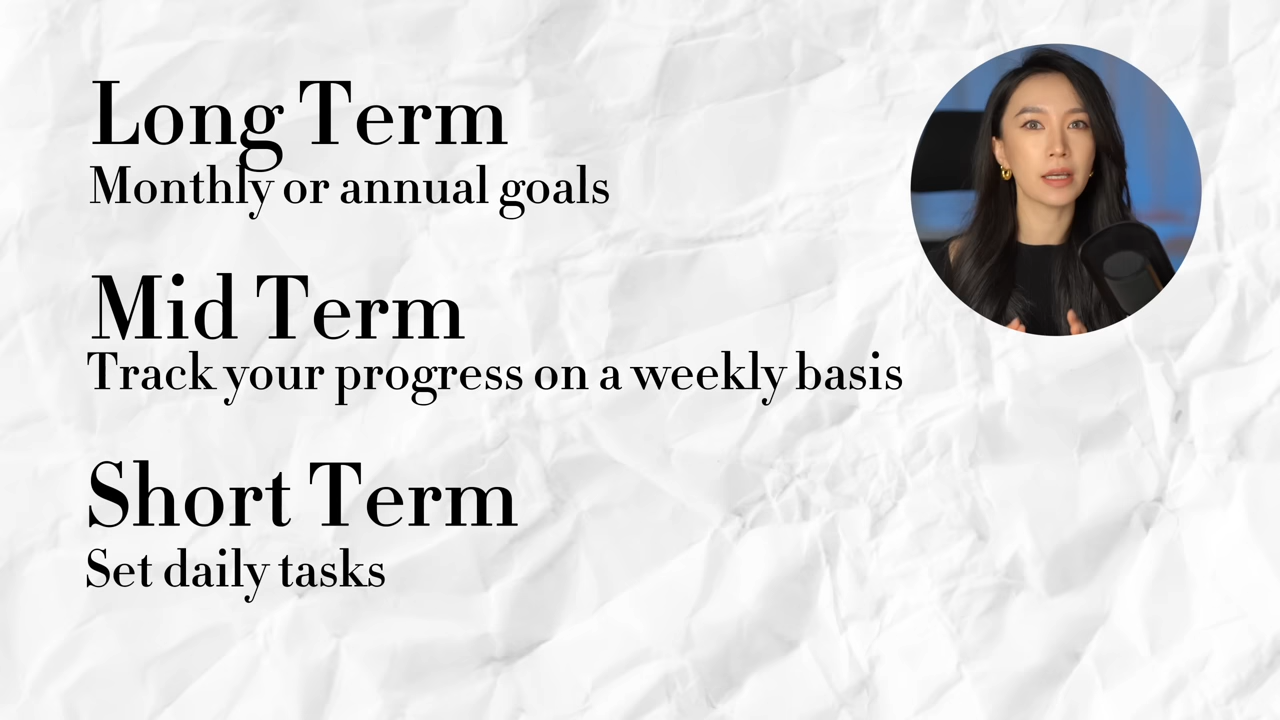 Long Term
Monthly or annual goals
Mid Term
Track your progress on a weekly basis
Short Term
Set daily tasks